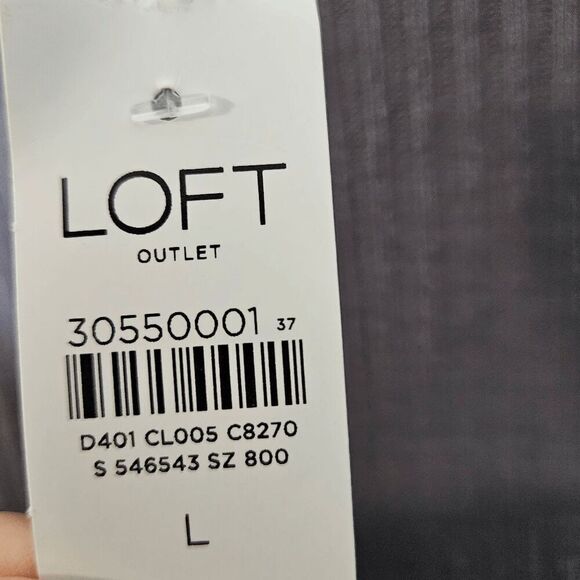 LOFT
OUTLET
30550001 37
D401 CL005 C8270
S 546543 SZ 800
L